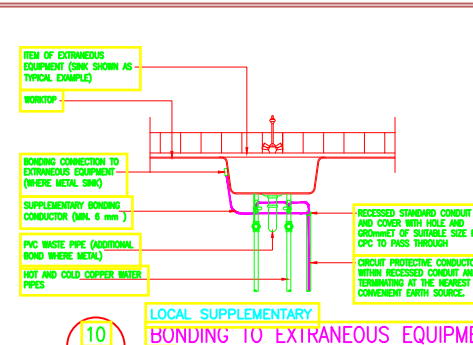 ITEM OF EXTRANEOUS
EQUIPMENT (SINK SHOWN AS
TYPICAL EXAMPLE)
WORKTOP
BONDING CONNECTION TO
EXTRANEOUS EQUIPMENT
(WHERE METAL SINK)
SUPPLEMENTARY BONDING
CONDUCTOR (MIN. 6 mm )
PVC WASTE PIPE (ADDITIONAL
BOND WHERE METAL)
HOT AND COLD COPPER WATER
PIPES
RECESSED STANDARD CONDUIT
AND COVER WITH HOLE AND
GROmmET OF SUITABLE SIZE
CPC TO PASS THROUGH
CIRCUIT PROTECTIVE CONDUCTO
WITHIN RECESSED CONDUIT AN
TERMINATING AT THE NEAREST
CONVENIENT EARTH SOURCE.
10
LOCAL SUPPLEMENTARY
BONDING TO EXTRANEOUS EQUIPME